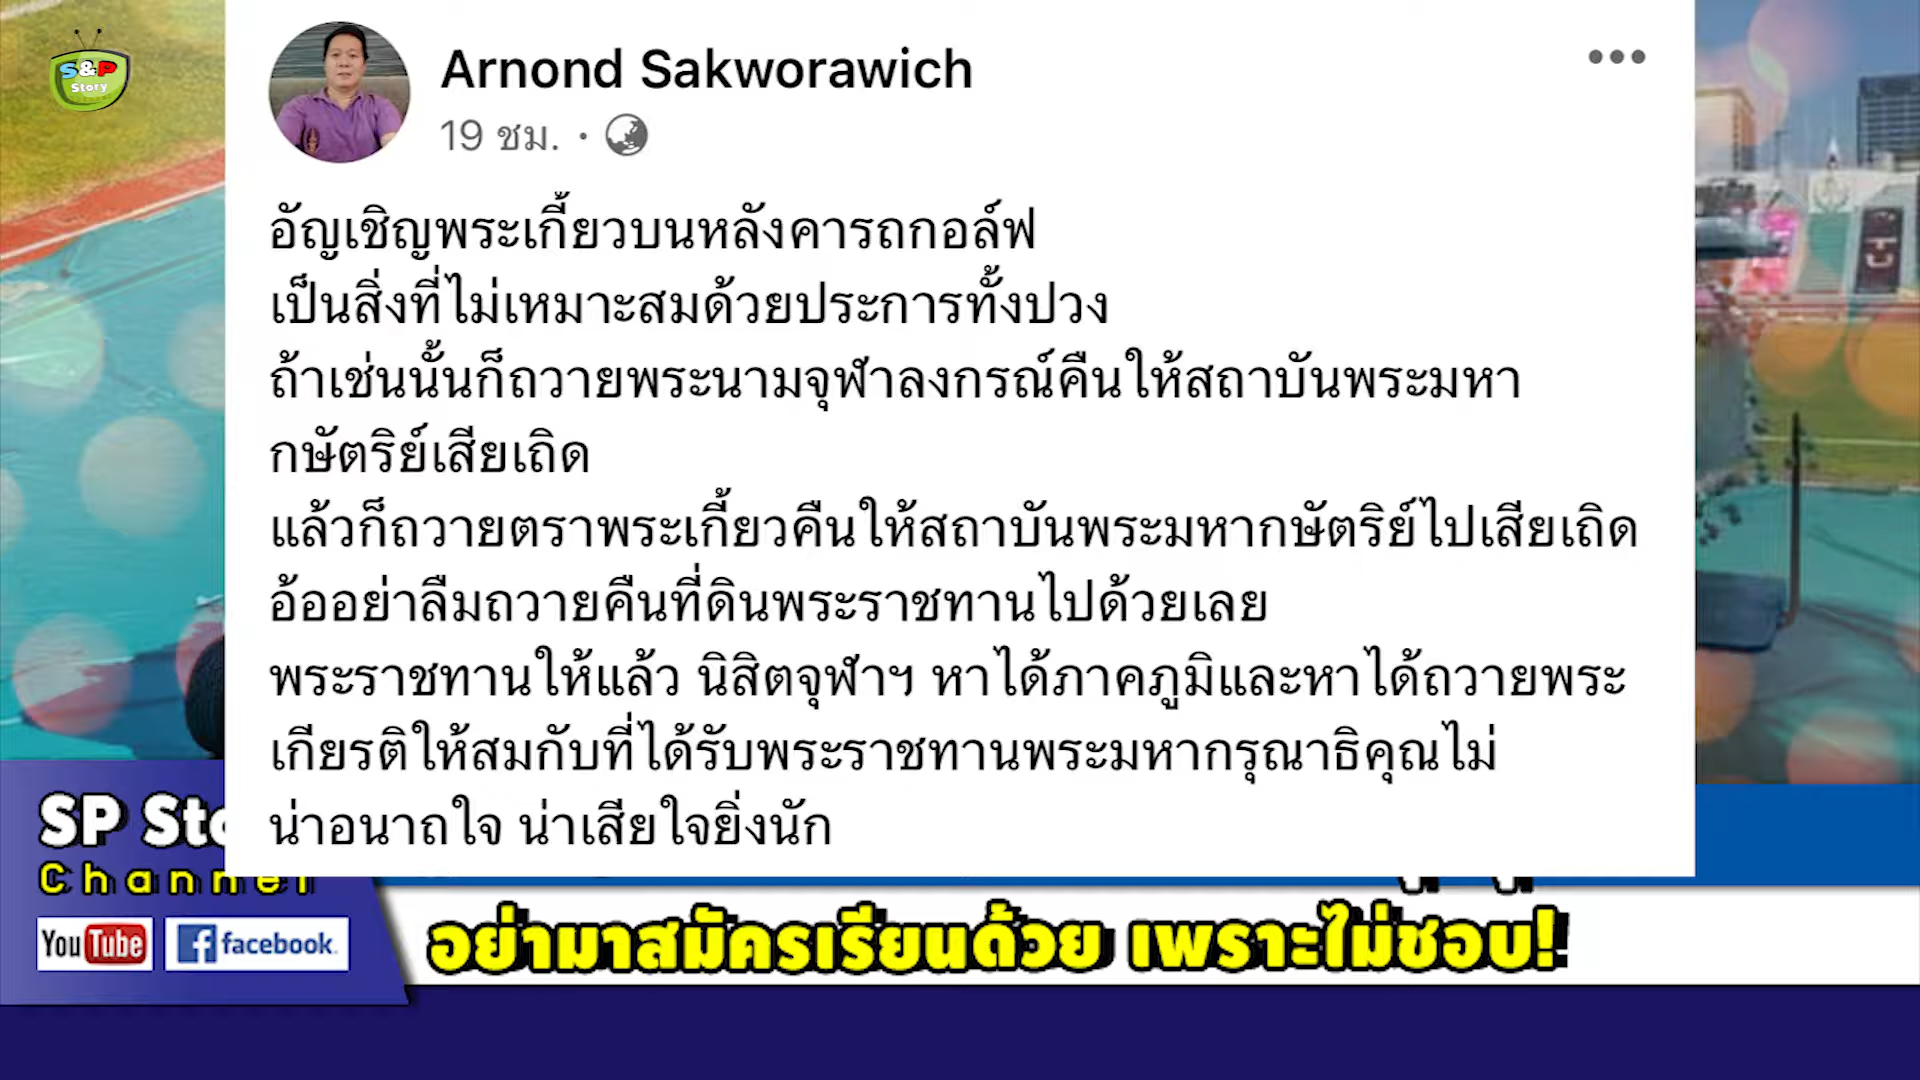 S&P
Story
Arnond Sakworawich
19 ชม.
อัญเชิญพระเกี้ยวบนหลังคารถกอล์ฟ
เป็นสิ่งที่ไม่เหมาะสมด้วยประการทั้งปวง
ถ้าเช่นนั้นก็ถวายพระนามจุฬาลงกรณ์คืนให้สถาบันพระมหา
กษัตริย์เสียเถิด
แล้วก็ถวายตราพระเกี้ยวคืนให้สถาบันพระมหากษัตริย์ไปเสียเถิด
อ้ออย่าลืมถวายคืนที่ดินพระราชทานไปด้วยเลย
พระราชทานให้แล้ว นิสิตจุฬาฯ หาได้ภาคภูมิและหาได้ถวายพระ
เกียรติให้สมกับที่ได้รับพระราชทานพระมหากรุณาธิคุณไม่
น่าอนาถใจ น่าเสียใจยิ่งนัก
SP Sto
Channel
YouTube facebook.
อย่ามาสมัครเรียนด้วย เพราะไม่ชอบ!